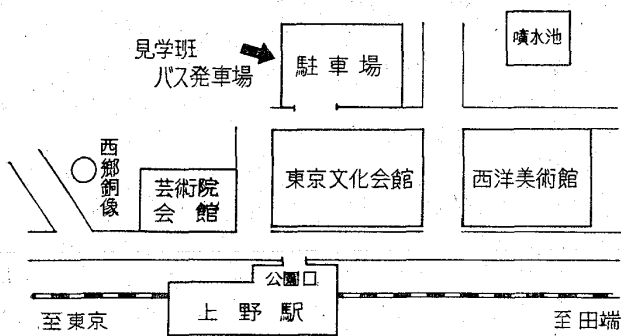 噴水池
見学班
バス発車場
駐車場
西郷銅像
芸術院
会館
東京文化会館
西洋美術館
公園口
上野駅
至東京
至田端